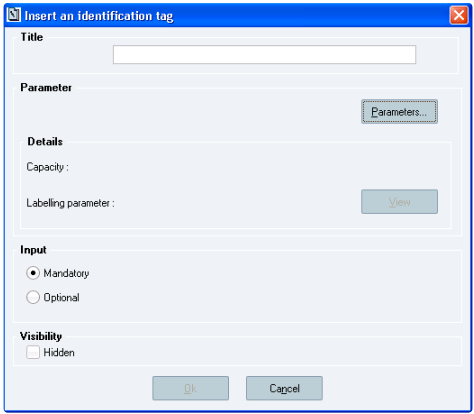 Insert an identification tag
Title
Parameter
Parameters...
Details
Capacity :
Labelling parameter :
View
Input
Mandatory
Optional
Visibility
Hidden
Ok
Cancel